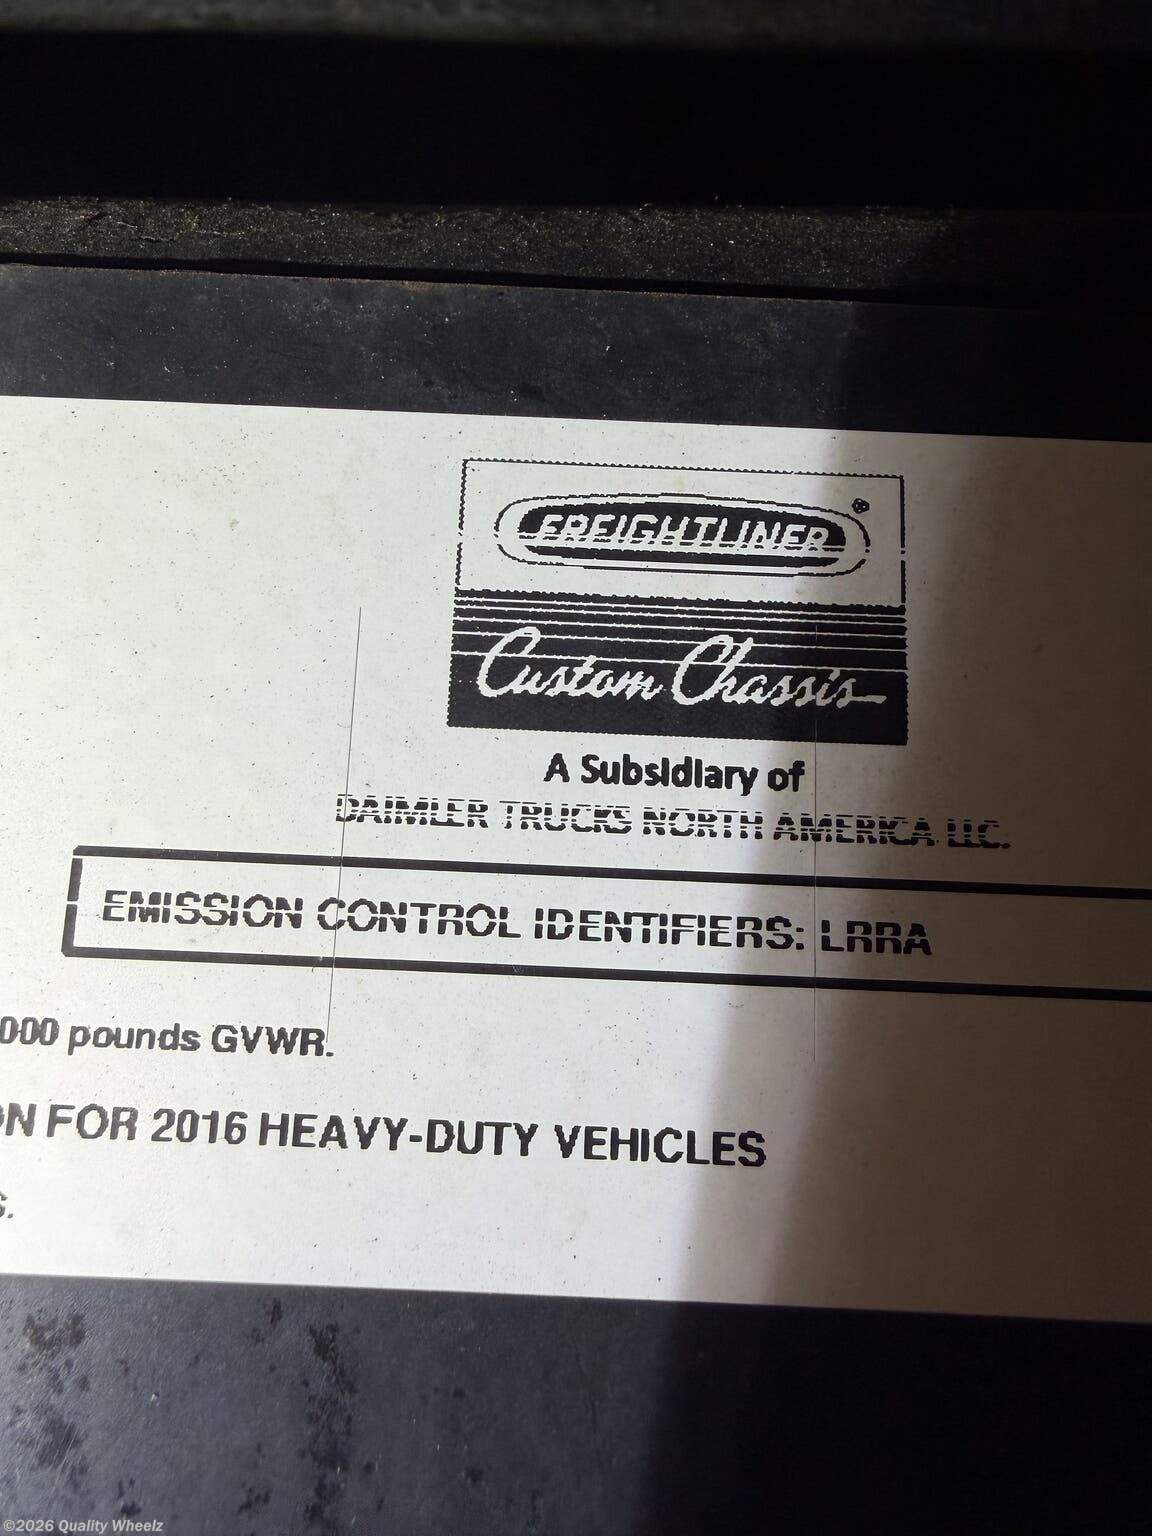 FREIGHTLINER®
Custom Chassis
A Subsidiary of
DAIMLER TRUCKS NORTH AMERICA LLC.
EMISSION CONTROL IDENTIFIERS: LRRA
000 pounds GVWR.
N FOR 2016 HEAVY-DUTY VEHICLES
s.
©2026 Quality Wheelz